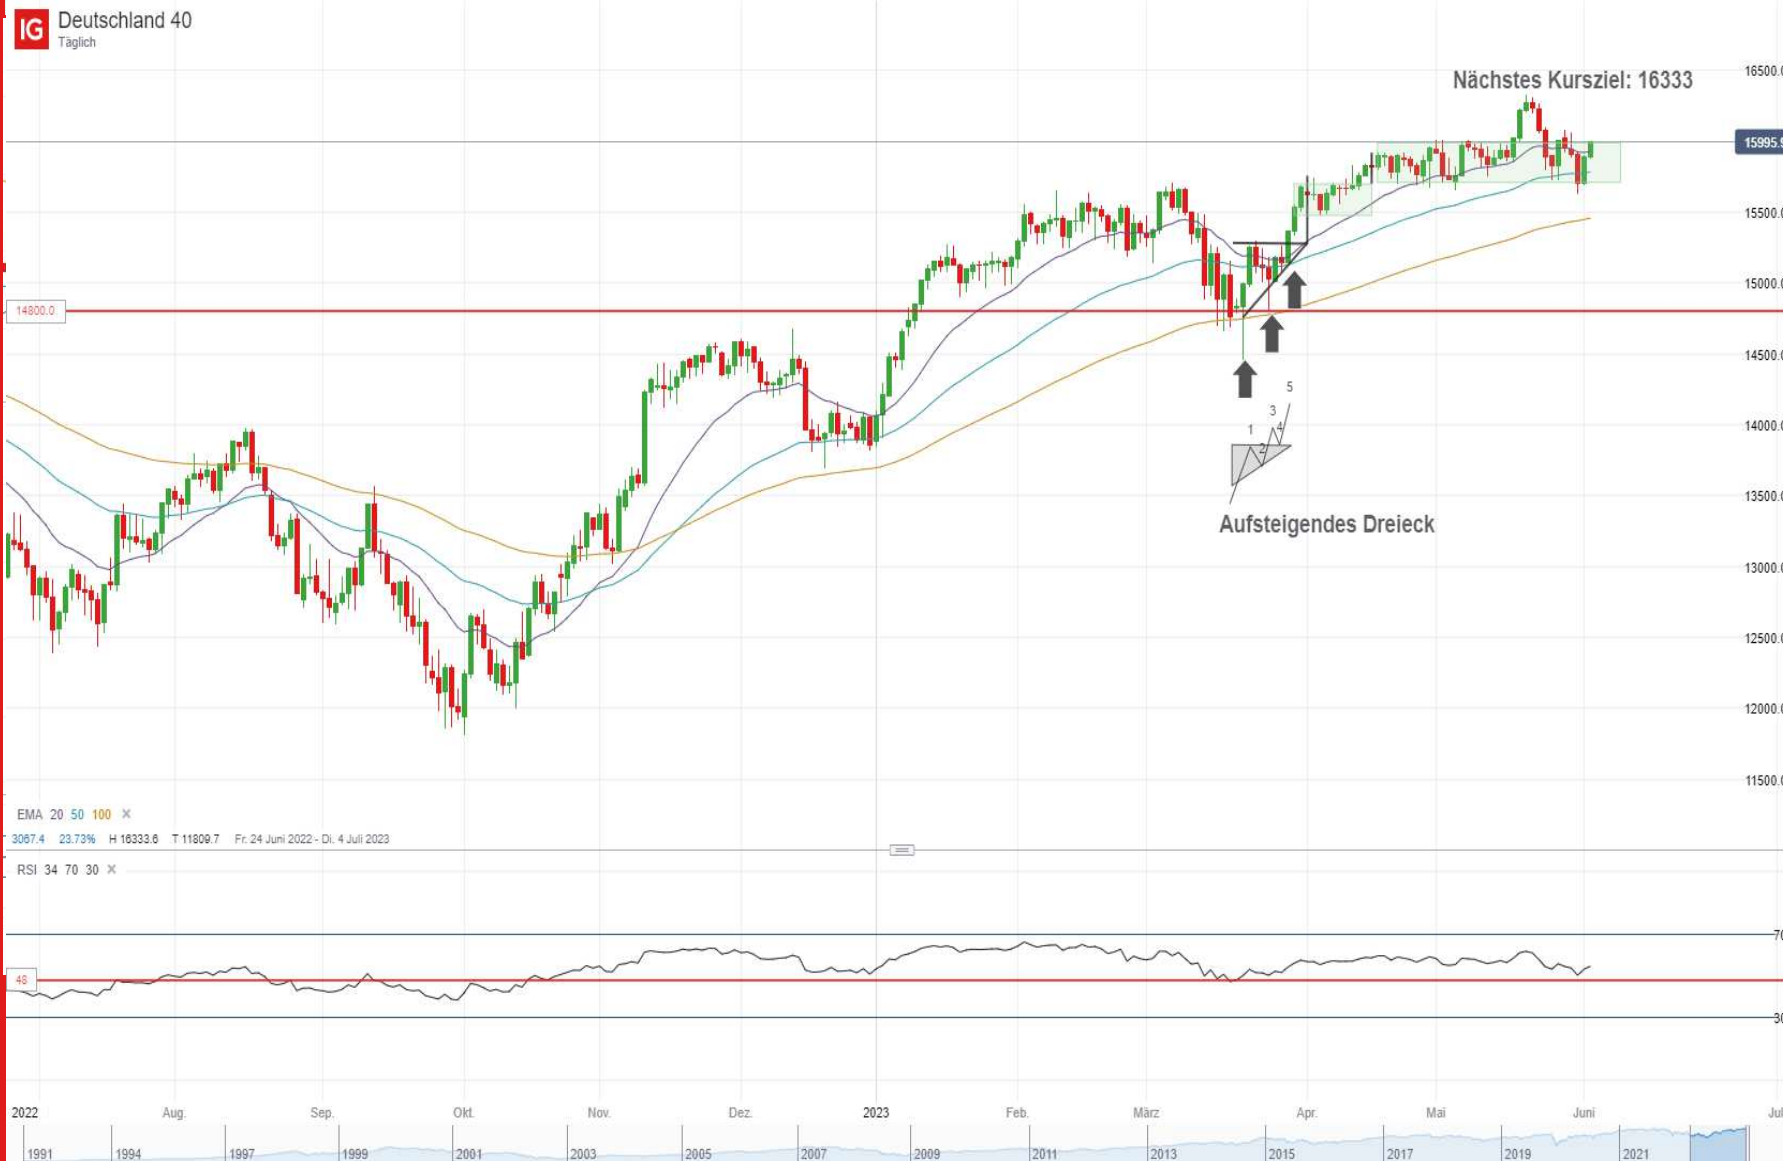 IG
Deutschland 40
Täglich
Nächstes Kursziel: 16333
16500.0
15995.9
15500.0
15000.0
14800.0
14500.0
14000.0
13500.0
13000.0
12500.0
12000.0
11500.0
5
3
1
4
2
Aufsteigendes Dreieck
EMA 20 50 100 ×
3067.4 23.73% H 16333.6 T 11809.7 Fr. 24 Juni 2022 - Di. 4 Juli 2023
RSI 34 70 30 ×
70
48
30
2022 Aug. Sep. Okt. Nov. Dez. 2023 Feb. März Apr. Mai Juni
1991 1994 1997 1999 2001 2003 2005 2007 2009 2011 2013 2015 2017 2019 2021